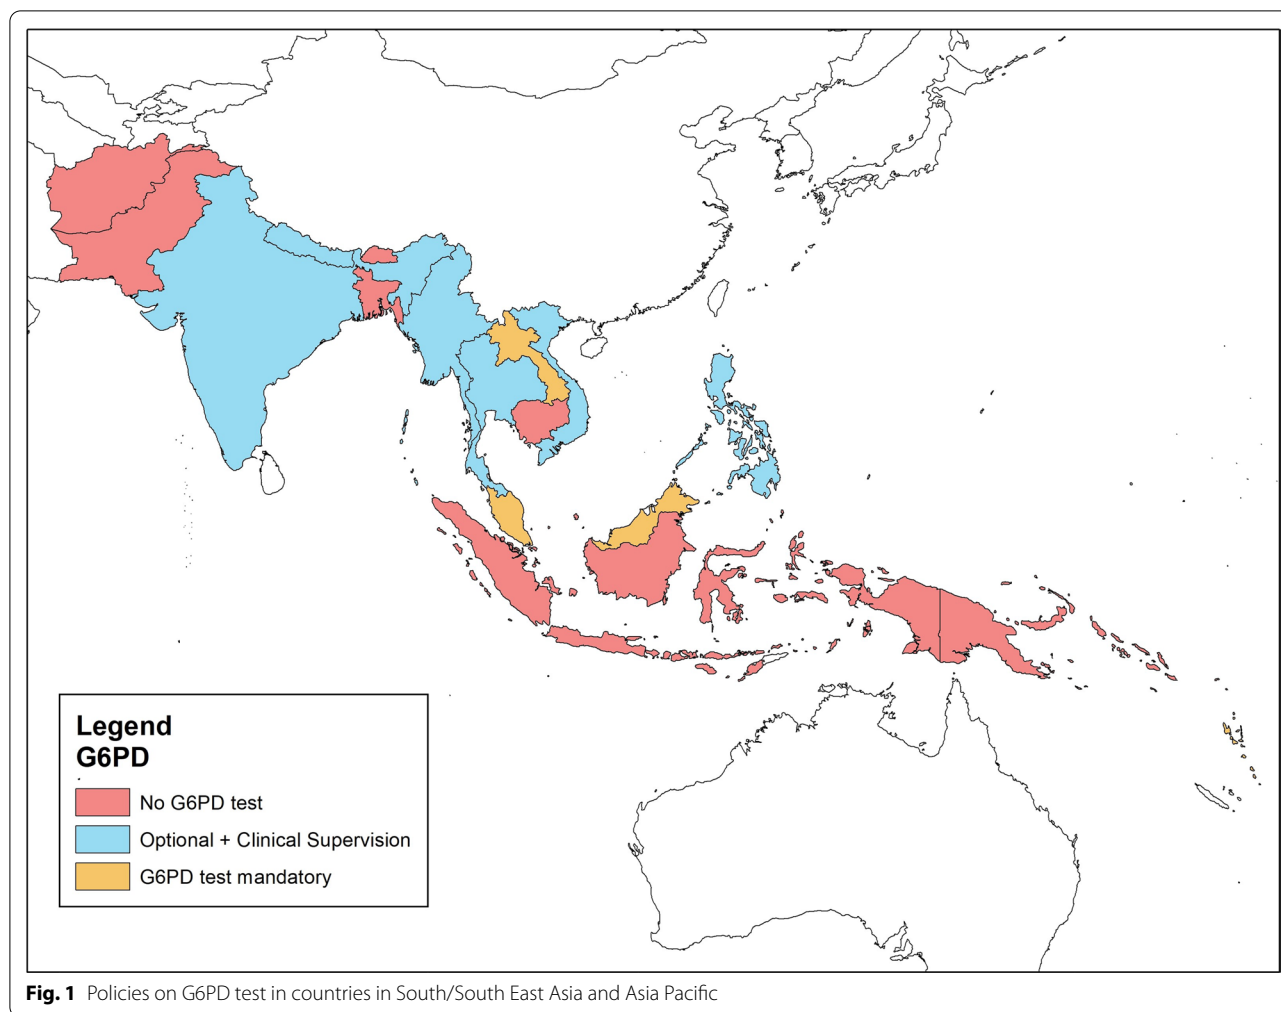 Legend
G6PD
No G6PD test
Optional + Clinical Supervision
G6PD test mandatory
Fig. 1 Policies on G6PD test in countries in South/South East Asia and Asia Pacific